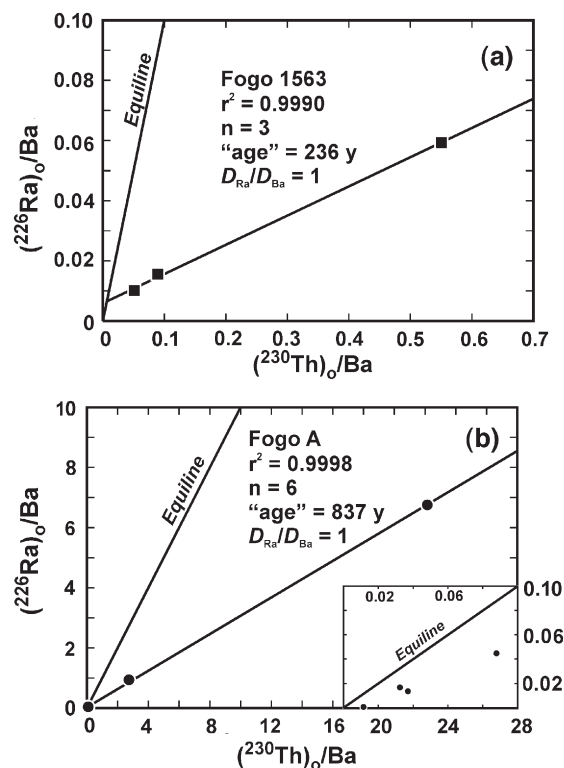 (a)
Equiline
Fogo 1563
r² = 0.9990
n = 3
“age” = 236 y
D_Ra/D_Ba = 1
(²²⁶Ra)ₒ/Ba
0.10
0.08
0.06
0.04
0.02
0
0 0.1 0.2 0.3 0.4 0.5 0.6 0.7
(²³⁰Th)ₒ/Ba
(b)
Equiline
Fogo A
r² = 0.9998
n = 6
“age” = 837 y
D_Ra/D_Ba = 1
(²²⁶Ra)ₒ/Ba
10
8
6
4
2
0
0 4 8 12 16 20 24 28
(²³⁰Th)ₒ/Ba
0.02 0.06
Equiline
0.10
0.06
0.02